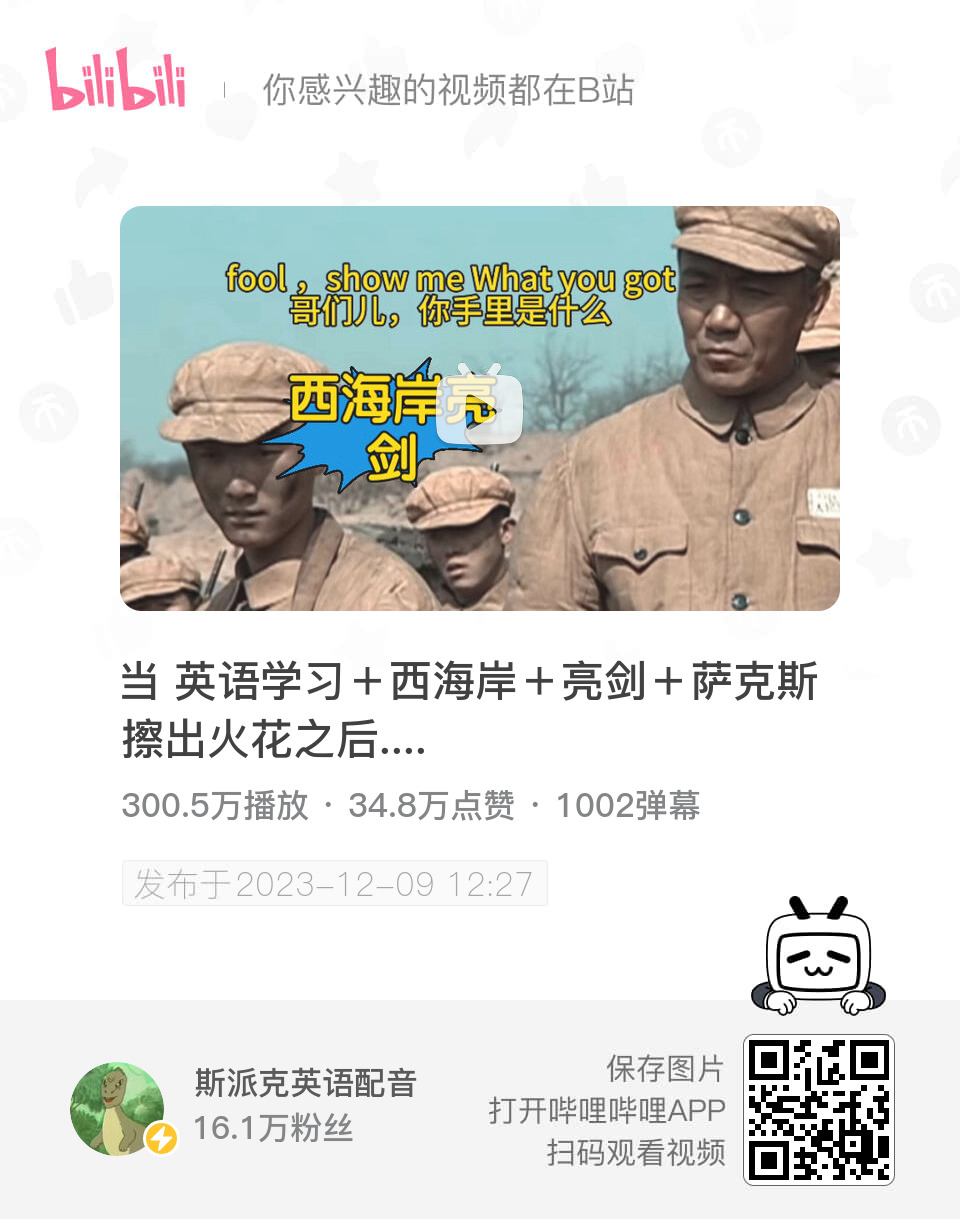 bilibili
你感兴趣的视频都在B站
fool ，show me What you got
哥们儿，你手里是什么
西海岸亮
剑
当 英语学习＋西海岸＋亮剑＋萨克斯
擦出火花之后....
300.5万播放 · 34.8万点赞 · 1002弹幕
发布于2023-12-09 12:27
斯派克英语配音
16.1万粉丝
保存图片
打开哔哩哔哩APP
扫码观看视频